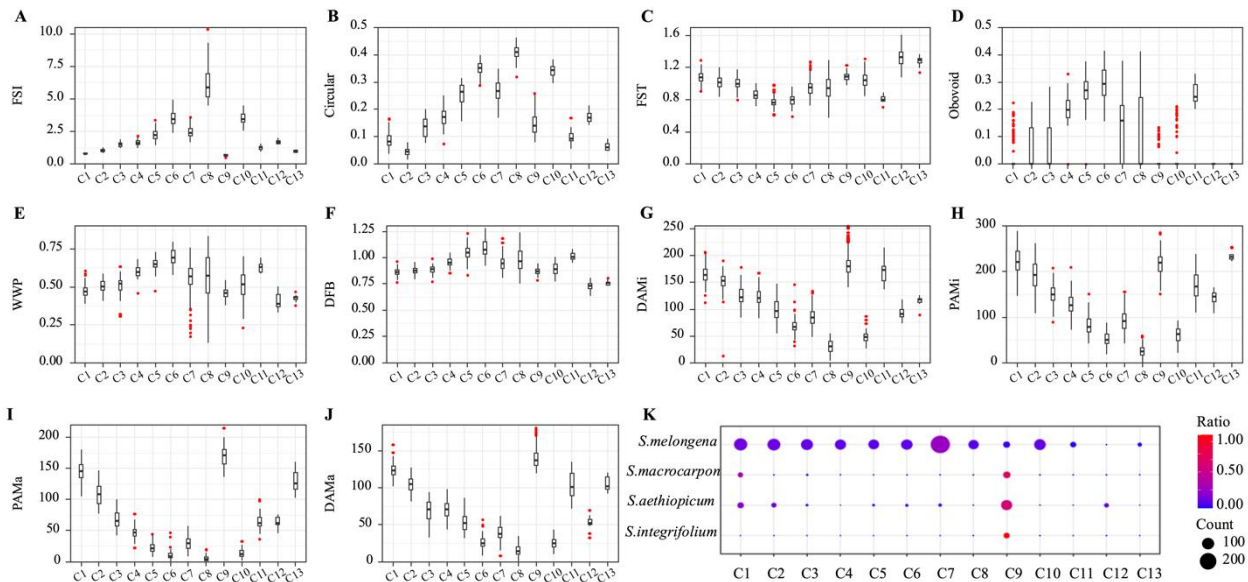 A
B
C
D
FSI
10.0
7.5
5.0
2.5
0.0
C1 C2 C3 C4 C5 C6 C7 C8 C9 C10 C11 C12 C13
Circular
0.5
0.4
0.3
0.2
0.1
0.0
C1 C2 C3 C4 C5 C6 C7 C8 C9 C10 C11 C12 C13
FST
1.6
1.2
0.8
0.4
C1 C2 C3 C4 C5 C6 C7 C8 C9 C10 C11 C12 C13
Obovoid
0.5
0.4
0.3
0.2
0.1
0.0
C1 C2 C3 C4 C5 C6 C7 C8 C9 C10 C11 C12 C13
E
F
G
H
WWP
0.75
0.50
0.25
0.00
C1 C2 C3 C4 C5 C6 C7 C8 C9 C10 C11 C12 C13
DFB
1.25
1.00
0.75
0.50
0.25
0.00
C1 C2 C3 C4 C5 C6 C7 C8 C9 C10 C11 C12 C13
DAMi
250
200
150
100
50
0
C1 C2 C3 C4 C5 C6 C7 C8 C9 C10 C11 C12 C13
PAMi
300
200
100
0
C1 C2 C3 C4 C5 C6 C7 C8 C9 C10 C11 C12 C13
I
J
K
PAMa
200
150
100
50
0
C1 C2 C3 C4 C5 C6 C7 C8 C9 C10 C11 C12 C13
DAMa
150
100
50
0
C1 C2 C3 C4 C5 C6 C7 C8 C9 C10 C11 C12 C13
S.melongena
S.macrocarpon
S.aethiopicum
S.integrifolium
C1 C2 C3 C4 C5 C6 C7 C8 C9 C10 C11 C12 C13
Ratio
1.00
0.50
0.00
Count
100
200